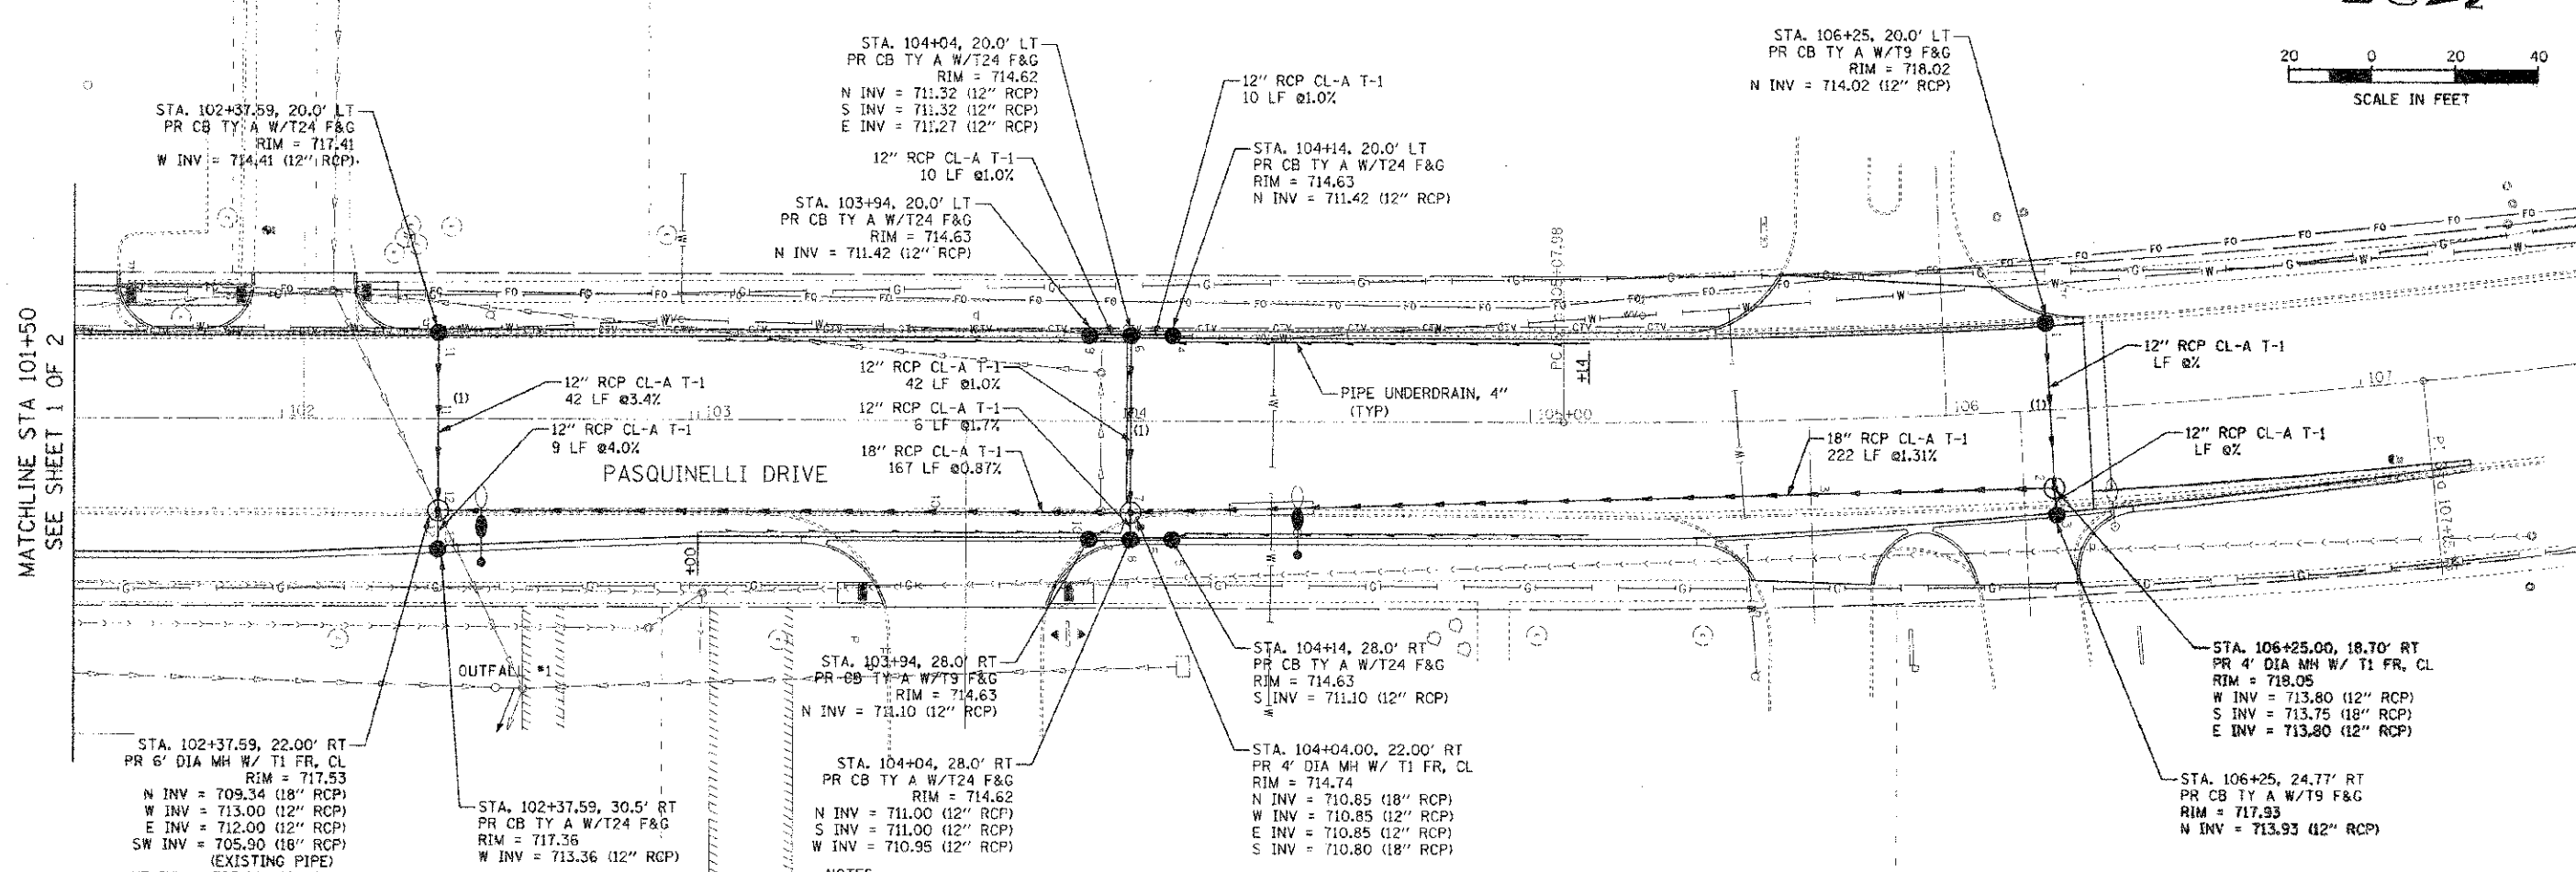 20 0 20 40
SCALE IN FEET
STA. 102+37.59, 20.0' LT
PR CB TY A W/T24 F&G
RIM = 717.41
W INV = 714.41 (12" RCP)
STA. 104+04, 20.0' LT
PR CB TY A W/T24 F&G
RIM = 714.62
N INV = 711.32 (12" RCP)
S INV = 711.32 (12" RCP)
E INV = 711.27 (12" RCP)
12" RCP CL-A T-1
10 LF @1.0%
12" RCP CL-A T-1
10 LF @1.0%
STA. 103+94, 20.0' LT
PR CB TY A W/T24 F&G
RIM = 714.63
N INV = 711.42 (12" RCP)
STA. 104+14, 20.0' LT
PR CB TY A W/T24 F&G
RIM = 714.63
N INV = 711.42 (12" RCP)
STA. 106+25, 20.0' LT
PR CB TY A W/T9 F&G
RIM = 718.02
N INV = 714.02 (12" RCP)
MATCHLINE STA 101+50
SEE SHEET 1 OF 2
12" RCP CL-A T-1
42 LF @3.4%
(1)
12" RCP CL-A T-1
9 LF @4.0%
PASQUINELLI DRIVE
12" RCP CL-A T-1
42 LF @1.0%
12" RCP CL-A T-1
6 LF @1.7%
18" RCP CL-A T-1
167 LF @0.87%
(1)
PIPE UNDERDRAIN, 4"
(TYP)
+14
102
103
105+00
106
107
12" RCP CL-A T-1
LF @%
(1)
18" RCP CL-A T-1
222 LF @1.31%
12" RCP CL-A T-1
LF @%
+00
OUTFALL #1
STA. 102+37.59, 22.00' RT
PR 6' DIA MH W/ T1 FR, CL
RIM = 717.53
N INV = 709.34 (18" RCP)
W INV = 713.00 (12" RCP)
E INV = 712.00 (12" RCP)
SW INV = 705.90 (18" RCP)
(EXISTING PIPE)
STA. 102+37.59, 30.5' RT
PR CB TY A W/T24 F&G
RIM = 717.36
W INV = 713.36 (12" RCP)
STA. 103+94, 28.0' RT
PR CB TY A W/T9 F&G
RIM = 714.63
N INV = 711.10 (12" RCP)
STA. 104+04, 28.0' RT
PR CB TY A W/T24 F&G
RIM = 714.62
N INV = 711.00 (12" RCP)
S INV = 711.00 (12" RCP)
W INV = 710.95 (12" RCP)
STA. 104+14, 28.0' RT
PR CB TY A W/T24 F&G
RIM = 714.63
S INV = 711.10 (12" RCP)
STA. 104+04.00, 22.00' RT
PR 4' DIA MH W/ T1 FR, CL
RIM = 714.74
N INV = 710.85 (18" RCP)
W INV = 710.85 (12" RCP)
E INV = 710.85 (12" RCP)
S INV = 710.80 (18" RCP)
STA. 106+25.00, 18.70' RT
PR 4' DIA MH W/ T1 FR, CL
RIM = 718.05
W INV = 713.80 (12" RCP)
S INV = 713.75 (18" RCP)
E INV = 713.80 (12" RCP)
STA. 106+25, 24.77' RT
PR CB TY A W/T9 F&G
RIM = 717.93
N INV = 713.93 (12" RCP)